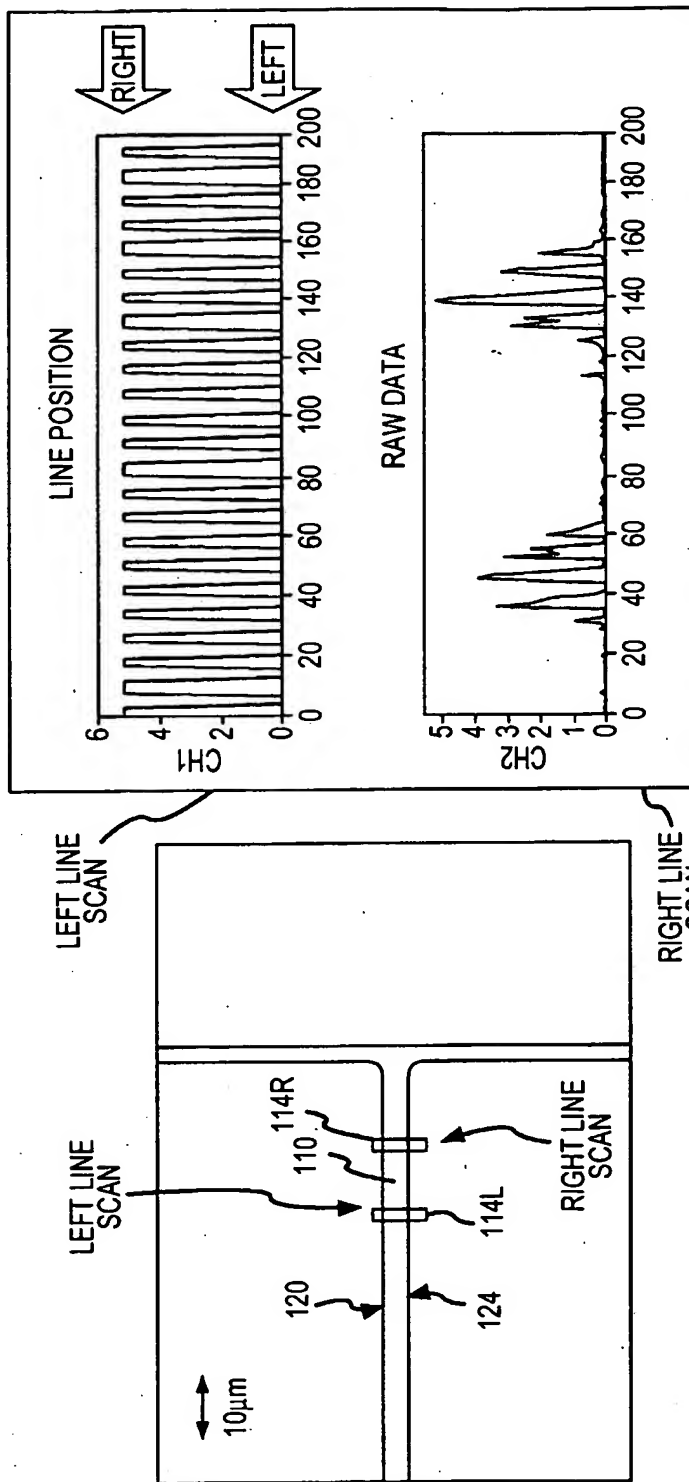 10µm
LEFT LINE
SCAN
120
124
110
114R
114L
RIGHT LINE
SCAN
LEFT LINE
SCAN
RIGHT LINE
LINE POSITION
CH1
6
4
2
0
0
20
40
60
80
100
120
140
160
180
200
RIGHT
LEFT
RAW DATA
CH2
5
4
3
2
1
0
0
20
40
60
80
100
120
140
160
180
200